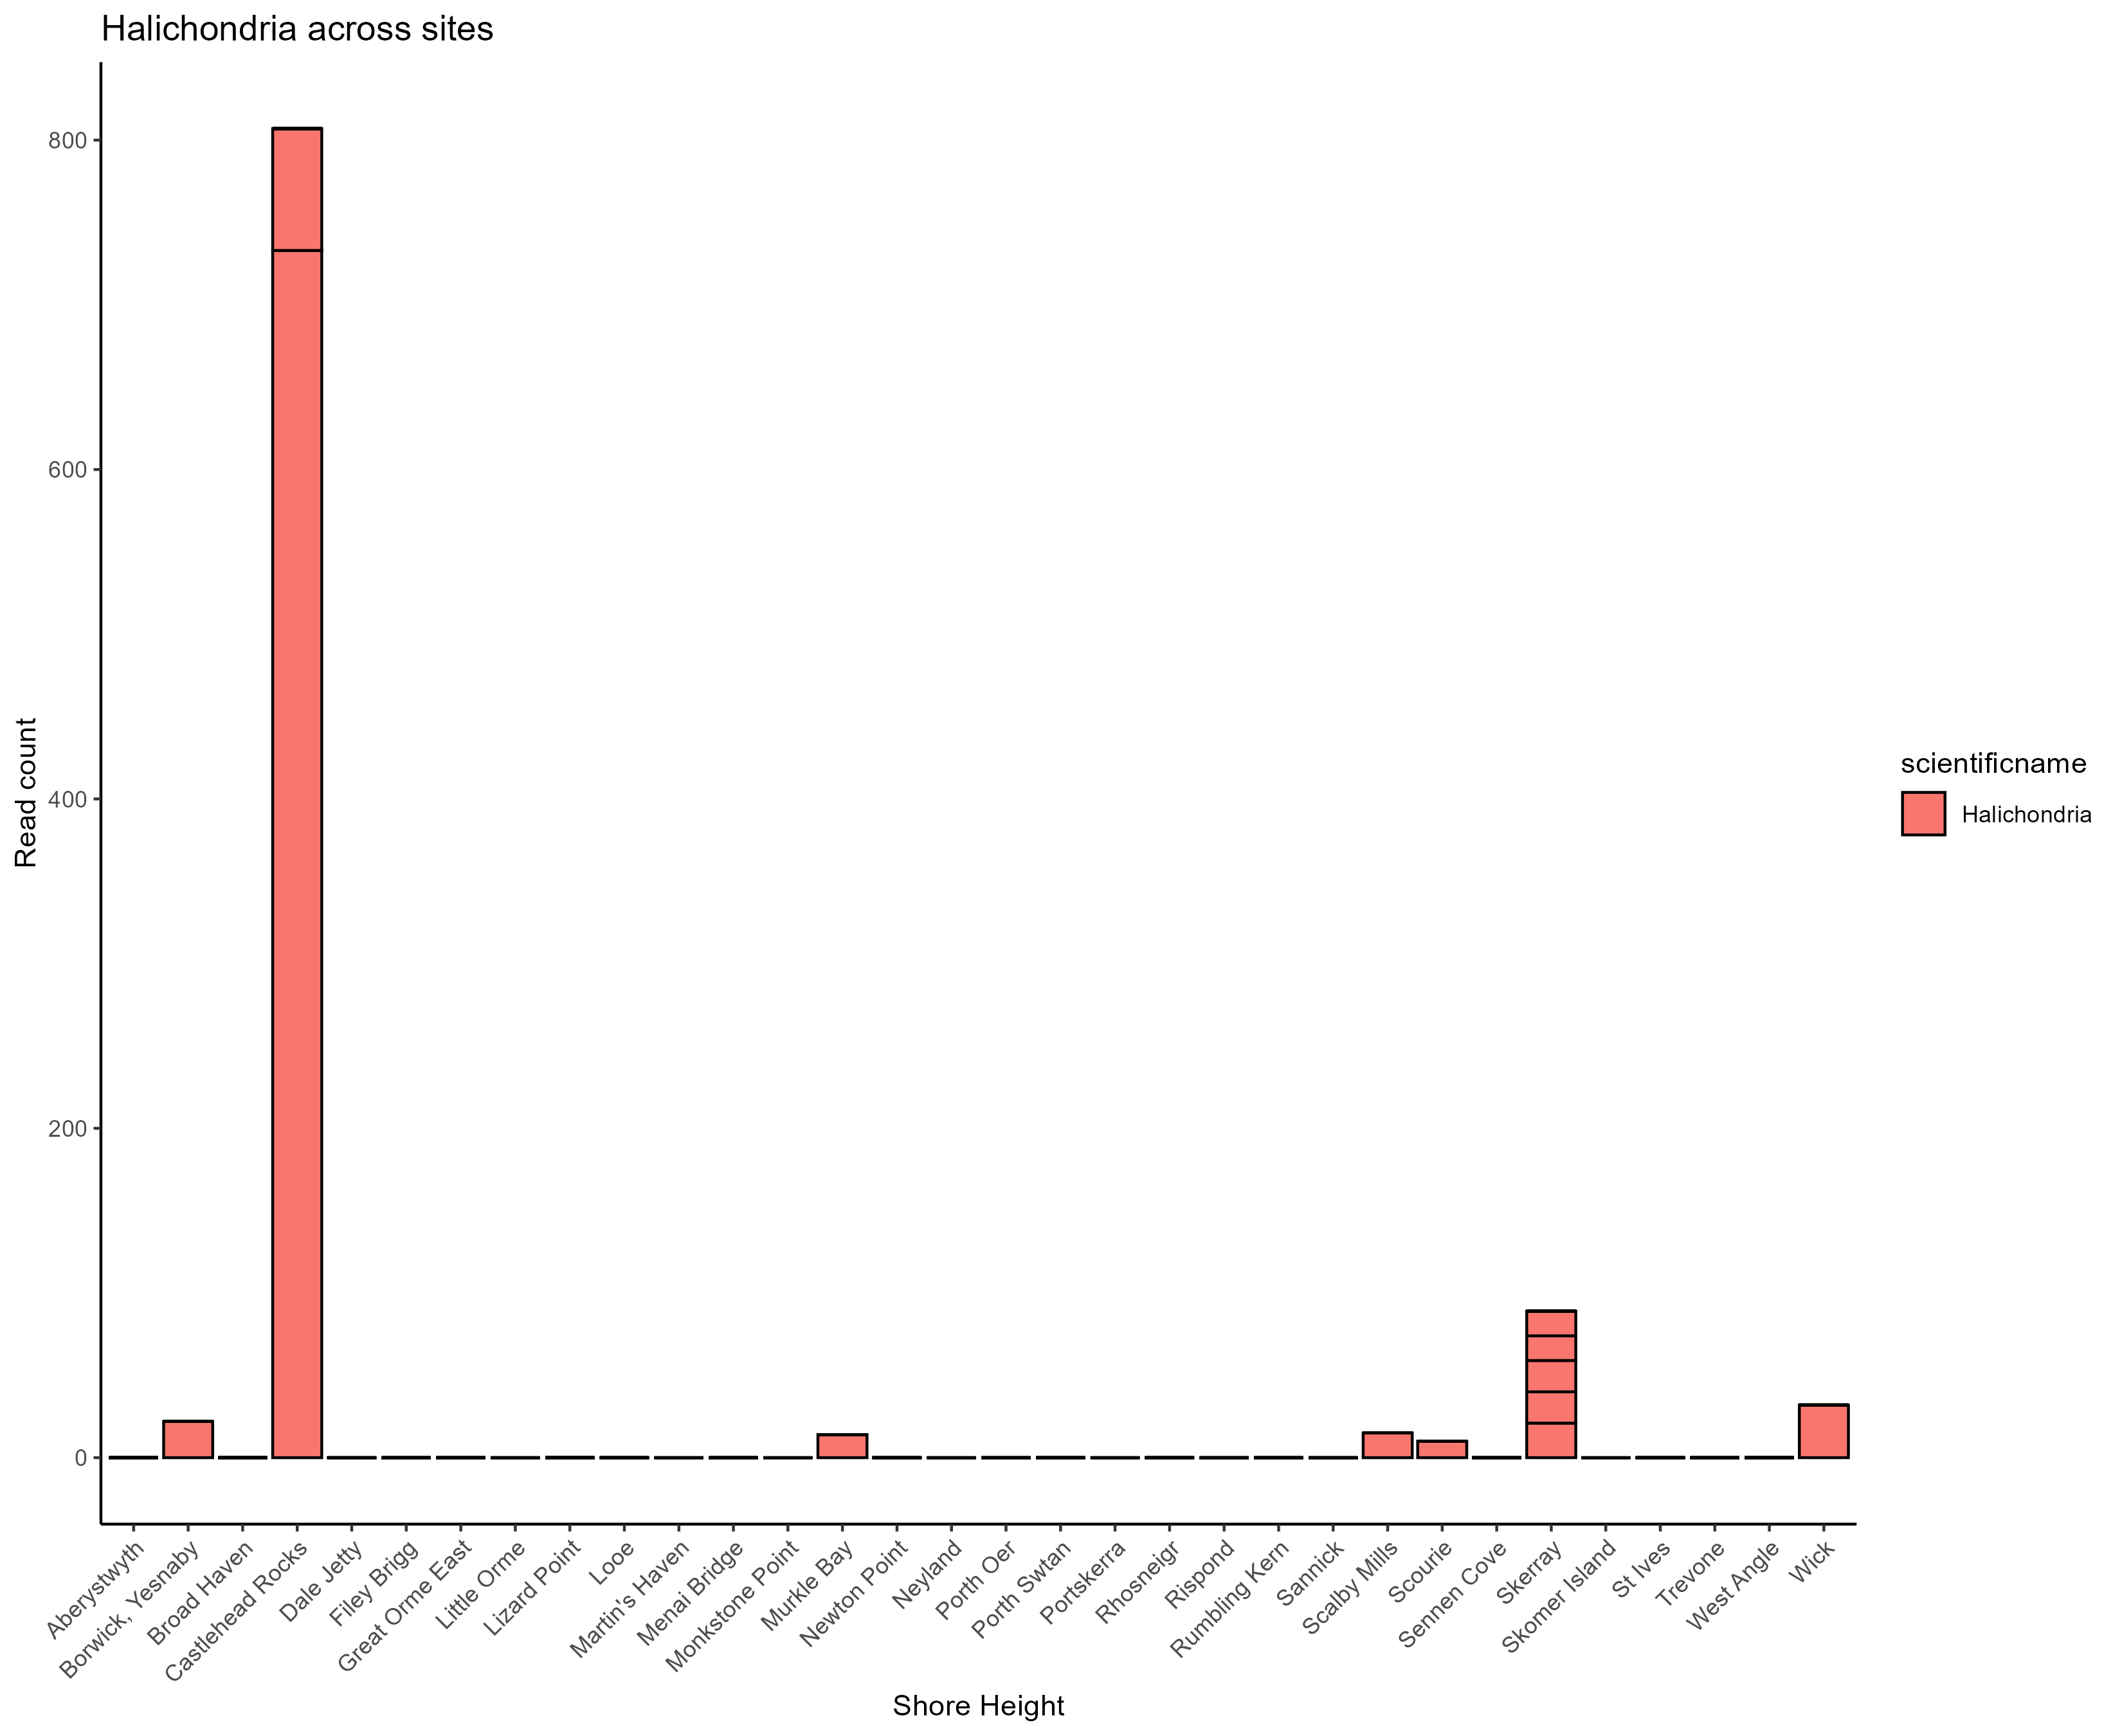 Halichondria across sites
800
600
400
200
0
Read count
Aberystwyth
Borwick, Yesnaby
Broad Haven
Castlehead Rocks
Dale Jetty
Filey Brigg
Great Orme East
Little Orme
Lizard Point
Looe
Martin's Haven
Menai Bridge
Monkstone Point
Murkle Bay
Newton Point
Neyland
Porth Oer
Porth Swtan
Portskerra
Rhosneigr
Rispond
Rumbling Kern
Sannick
Scalby Mills
Scourie
Sennen Cove
Skerray
Skomer Island
St Ives
Trevone
West Angle
Wick
Shore Height
scientificname
Halichondria